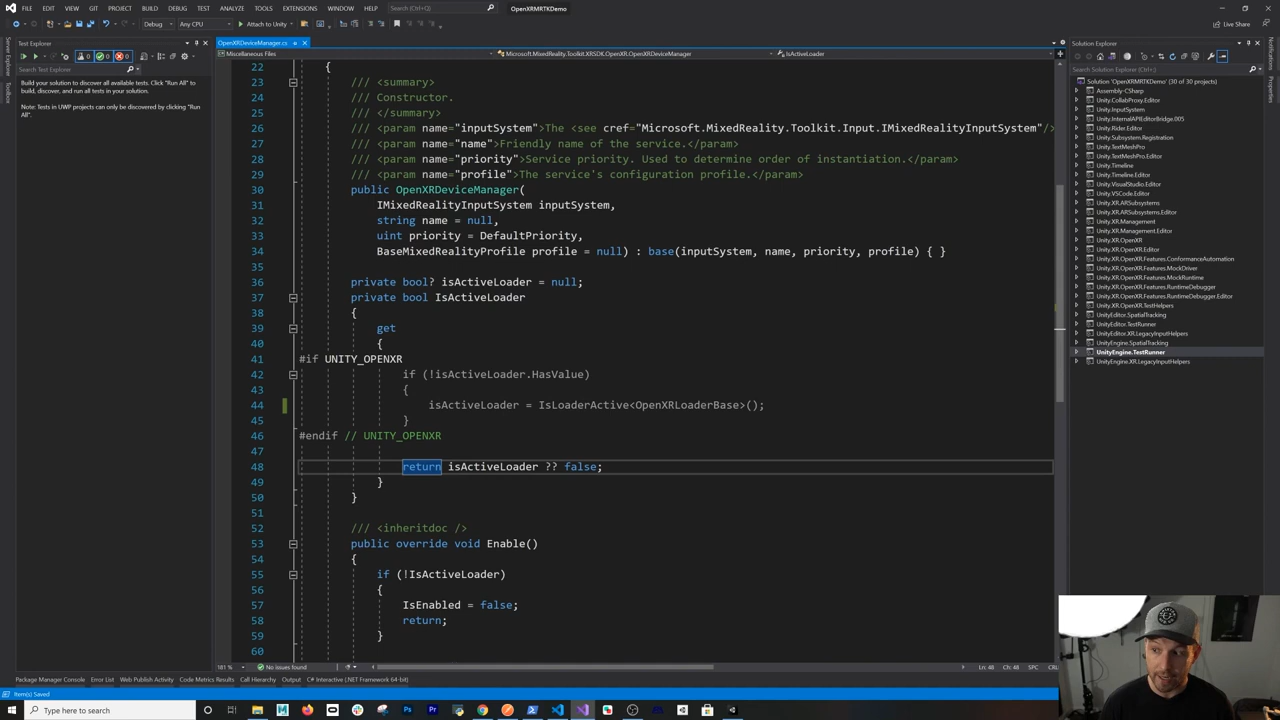 FILE EDIT VIEW GIT PROJECT BUILD DEBUG TEST ANALYZE TOOLS EXTENSIONS WINDOW HELP Search (Ctrl+Q) OpenXRMRTKDemo
Debug Any CPU Attach to Unity Live Share
Server Explorer
Toolbox
Test Explorer
Search Test Explorer
Build your solution to discover all available tests. Click "Run All" to
build, discover, and run all tests in your solution.
Note: Tests in UWP projects can only be discovered by clicking "Run
All".
OpenXRDeviceManager.cs
Miscellaneous Files Microsoft.MixedReality.Toolkit.XRSDK.OpenXR.OpenXRDeviceManager IsActiveLoader
22 {
23 /// <summary>
24 /// Constructor.
25 /// </summary>
26 /// <param name="inputSystem">The <see cref="Microsoft.MixedReality.Toolkit.Input.IMixedRealityInputSystem"/>
27 /// <param name="name">Friendly name of the service.</param>
28 /// <param name="priority">Service priority. Used to determine order of instantiation.</param>
29 /// <param name="profile">The service's configuration profile.</param>
30 public OpenXRDeviceManager(
31 IMixedRealityInputSystem inputSystem,
32 string name = null,
33 uint priority = DefaultPriority,
34 BaseMixedRealityProfile profile = null) : base(inputSystem, name, priority, profile) { }
35
36 private bool? isActiveLoader = null;
37 private bool IsActiveLoader
38 {
39 get
40 {
41 #if UNITY_OPENXR
42 if (!isActiveLoader.HasValue)
43 {
44 isActiveLoader = IsLoaderActive<OpenXRLoaderBase>();
45 }
46 #endif // UNITY_OPENXR
47
48 return isActiveLoader ?? false;
49 }
50 }
51
52 /// <inheritdoc />
53 public override void Enable()
54 {
55 if (!IsActiveLoader)
56 {
57 IsEnabled = false;
58 return;
59 }
60
181 % No issues found Ln: 48 Ch: 48 SPC
Solution Explorer
Search Solution Explorer (Ctrl+;)
Solution 'OpenXRMRTKDemo' (30 of 30 projects)
Assembly-CSharp
Unity.CollabProxy.Editor
Unity.InputSystem
Unity.InternalAPIEditorBridge.005
Unity.Rider.Editor
Unity.Subsystem.Registration
Unity.TextMeshPro
Unity.TextMeshPro.Editor
Unity.Timeline
Unity.Timeline.Editor
Unity.VisualStudio.Editor
Unity.VSCode.Editor
Unity.XR.ARSubsystems
Unity.XR.ARSubsystems.Editor
Unity.XR.Management
Unity.XR.Management.Editor
Unity.XR.OpenXR
Unity.XR.OpenXR.Editor
Unity.XR.OpenXR.Features.ConformanceAutomation
Unity.XR.OpenXR.Features.MockDriver
Unity.XR.OpenXR.Features.MockRuntime
Unity.XR.OpenXR.Features.RuntimeDebugger
Unity.XR.OpenXR.Features.RuntimeDebugger.Editor
Unity.XR.OpenXR.TestHelpers
UnityEditor.SpatialTracking
UnityEditor.TestRunner
UnityEditor.XR.LegacyInputHelpers
UnityEngine.SpatialTracking
UnityEngine.TestRunner
UnityEngine.XR.LegacyInputHelpers
Notifications
Properties
Package Manager Console Error List Web Publish Activity Code Metrics Results Call Hierarchy Output C# Interactive (.NET Framework 64-bit)
Item(s) Saved
Type here to search